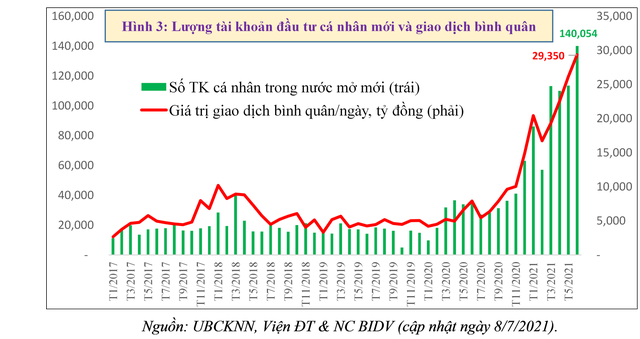 Hình 3: Lượng tài khoản đầu tư cá nhân mới và giao dịch bình quân
160,000
140,000
120,000
100,000
80,000
60,000
40,000
20,000
-
35,000
30,000
25,000
20,000
15,000
10,000
5,000
-
140,054
29,350
Số TK cá nhân trong nước mở mới (trái)
Giá trị giao dịch bình quân/ngày, tỷ đồng (phải)
T1/2017
T3/2017
T5/2017
T7/2017
T9/2017
T11/2017
T1/2018
T3/2018
T5/2018
T7/2018
T9/2018
T11/2018
T1/2019
T3/2019
T5/2019
T7/2019
T9/2019
T11/2019
T1/2020
T3/2020
T5/2020
T7/2020
T9/2020
T11/2020
T1/2021
T3/2021
T5/2021
Nguồn: UBCKNN, Viện ĐT & NC BIDV (cập nhật ngày 8/7/2021).